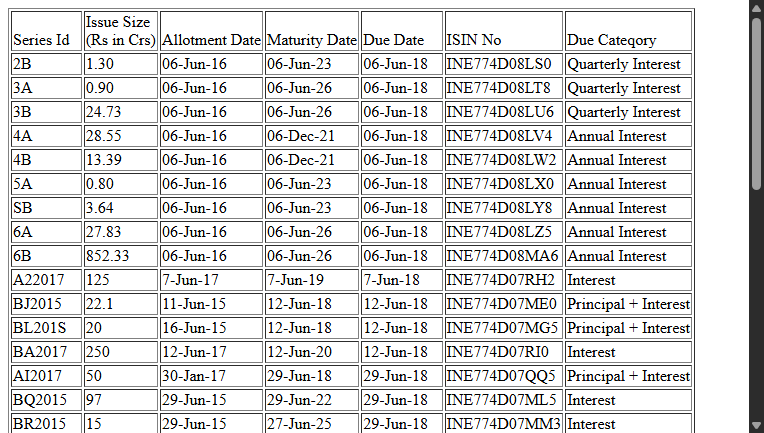 Series Id Issue Size (Rs in Crs) Allotment Date Maturity Date Due Date ISIN No Due Cateqory
2B 1.30 06-Jun-16 06-Jun-23 06-Jun-18 INE774D08LS0 Quarterly Interest
3A 0.90 06-Jun-16 06-Jun-26 06-Jun-18 INE774D08LT8 Quarterly Interest
3B 24.73 06-Jun-16 06-Jun-26 06-Jun-18 INE774D08LU6 Quarterly Interest
4A 28.55 06-Jun-16 06-Dec-21 06-Jun-18 INE774D08LV4 Annual Interest
4B 13.39 06-Jun-16 06-Dec-21 06-Jun-18 INE774D08LW2 Annual Interest
5A 0.80 06-Jun-16 06-Jun-23 06-Jun-18 INE774D08LX0 Annual Interest
SB 3.64 06-Jun-16 06-Jun-23 06-Jun-18 INE774D08LY8 Annual Interest
6A 27.83 06-Jun-16 06-Jun-26 06-Jun-18 INE774D08LZ5 Annual Interest
6B 852.33 06-Jun-16 06-Jun-26 06-Jun-18 INE774D08MA6 Annual Interest
A22017 125 7-Jun-17 7-Jun-19 7-Jun-18 INE774D07RH2 Interest
BJ2015 22.1 11-Jun-15 12-Jun-18 12-Jun-18 INE774D07ME0 Principal + Interest
BL201S 20 16-Jun-15 12-Jun-18 12-Jun-18 INE774D07MG5 Principal + Interest
BA2017 250 12-Jun-17 12-Jun-20 12-Jun-18 INE774D07RI0 Interest
AI2017 50 30-Jan-17 29-Jun-18 29-Jun-18 INE774D07QQ5 Principal + Interest
BQ2015 97 29-Jun-15 29-Jun-22 29-Jun-18 INE774D07ML5 Interest
BR2015 15 29-Jun-15 27-Jun-25 29-Jun-18 INE774D07MM3 Interest